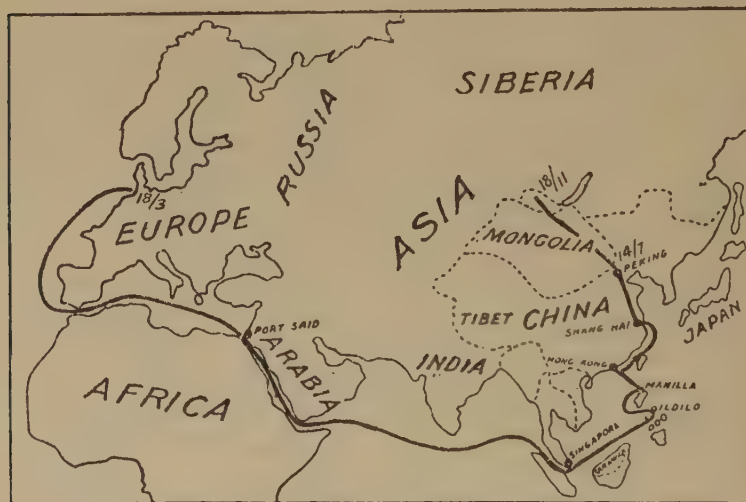 SIBERIA
RUSSIA
18/3
EUROPE
ASIA
18/11
MONGOLIA
14/7
PEKING
TIBET CHINA
SHANG HAI
JAPAN
PORT SAID
ARABIA
INDIA
HONG KONG
MANILLA
AFRICA
ILOILO
SINGAPORE